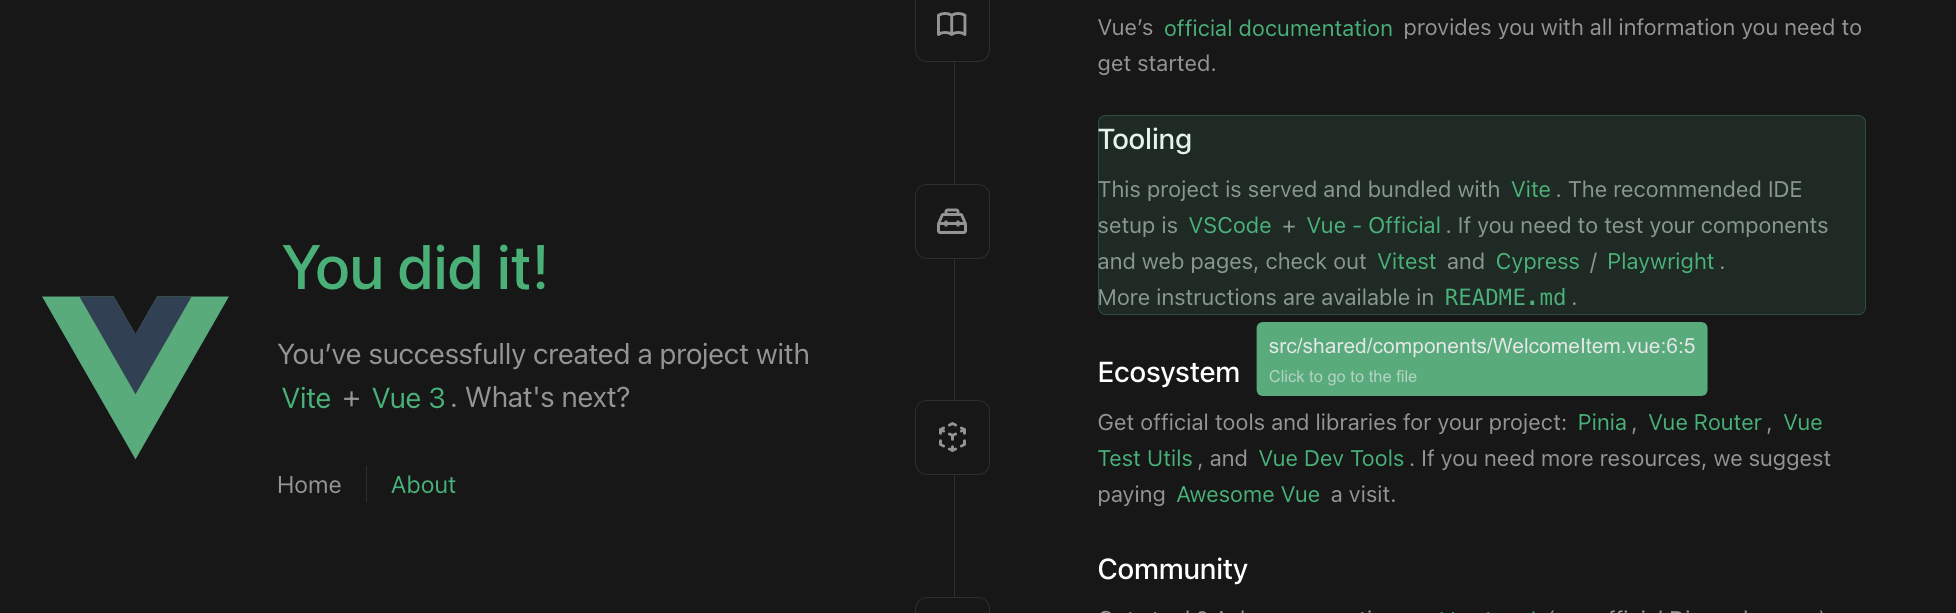 You did it!
You’ve successfully created a project with
Vite + Vue 3. What's next?
Home
About
Vue’s official documentation provides you with all information you need to
get started.
Tooling
This project is served and bundled with Vite. The recommended IDE
setup is VSCode + Vue - Official. If you need to test your components
and web pages, check out Vitest and Cypress / Playwright.
More instructions are available in README.md.
src/shared/components/WelcomeItem.vue:6:5
Click to go to the file
Ecosystem
Get official tools and libraries for your project: Pinia, Vue Router, Vue
Test Utils, and Vue Dev Tools. If you need more resources, we suggest
paying Awesome Vue a visit.
Community